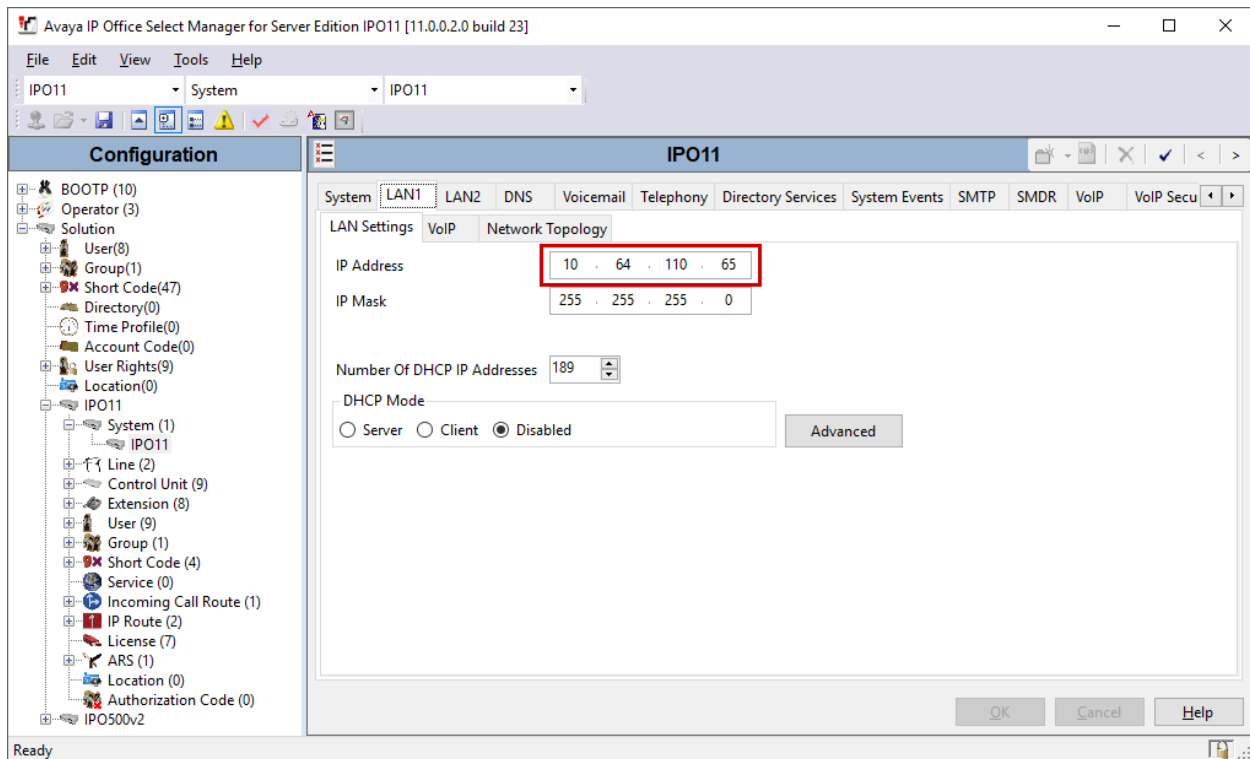 Avaya IP Office Select Manager for Server Edition IPO11 [11.0.0.2.0 build 23]
File Edit View Tools Help
IPO11 System IPO11
Configuration
IPO11
BOOTP (10)
Operator (3)
Solution
User(8)
Group(1)
Short Code(47)
Directory(0)
Time Profile(0)
Account Code(0)
User Rights(9)
Location(0)
IPO11
System (1)
IPO11
Line (2)
Control Unit (9)
Extension (8)
User (9)
Group (1)
Short Code (4)
Service (0)
Incoming Call Route (1)
IP Route (2)
License (7)
ARS (1)
Location (0)
Authorization Code (0)
IPO500v2
System LAN1 LAN2 DNS Voicemail Telephony Directory Services System Events SMTP SMDR VoIP VoIP Secu
LAN Settings VoIP Network Topology
IP Address 10 . 64 . 110 . 65
IP Mask 255 . 255 . 255 . 0
Number Of DHCP IP Addresses 189
DHCP Mode
Server Client Disabled Advanced
OK Cancel Help
Ready